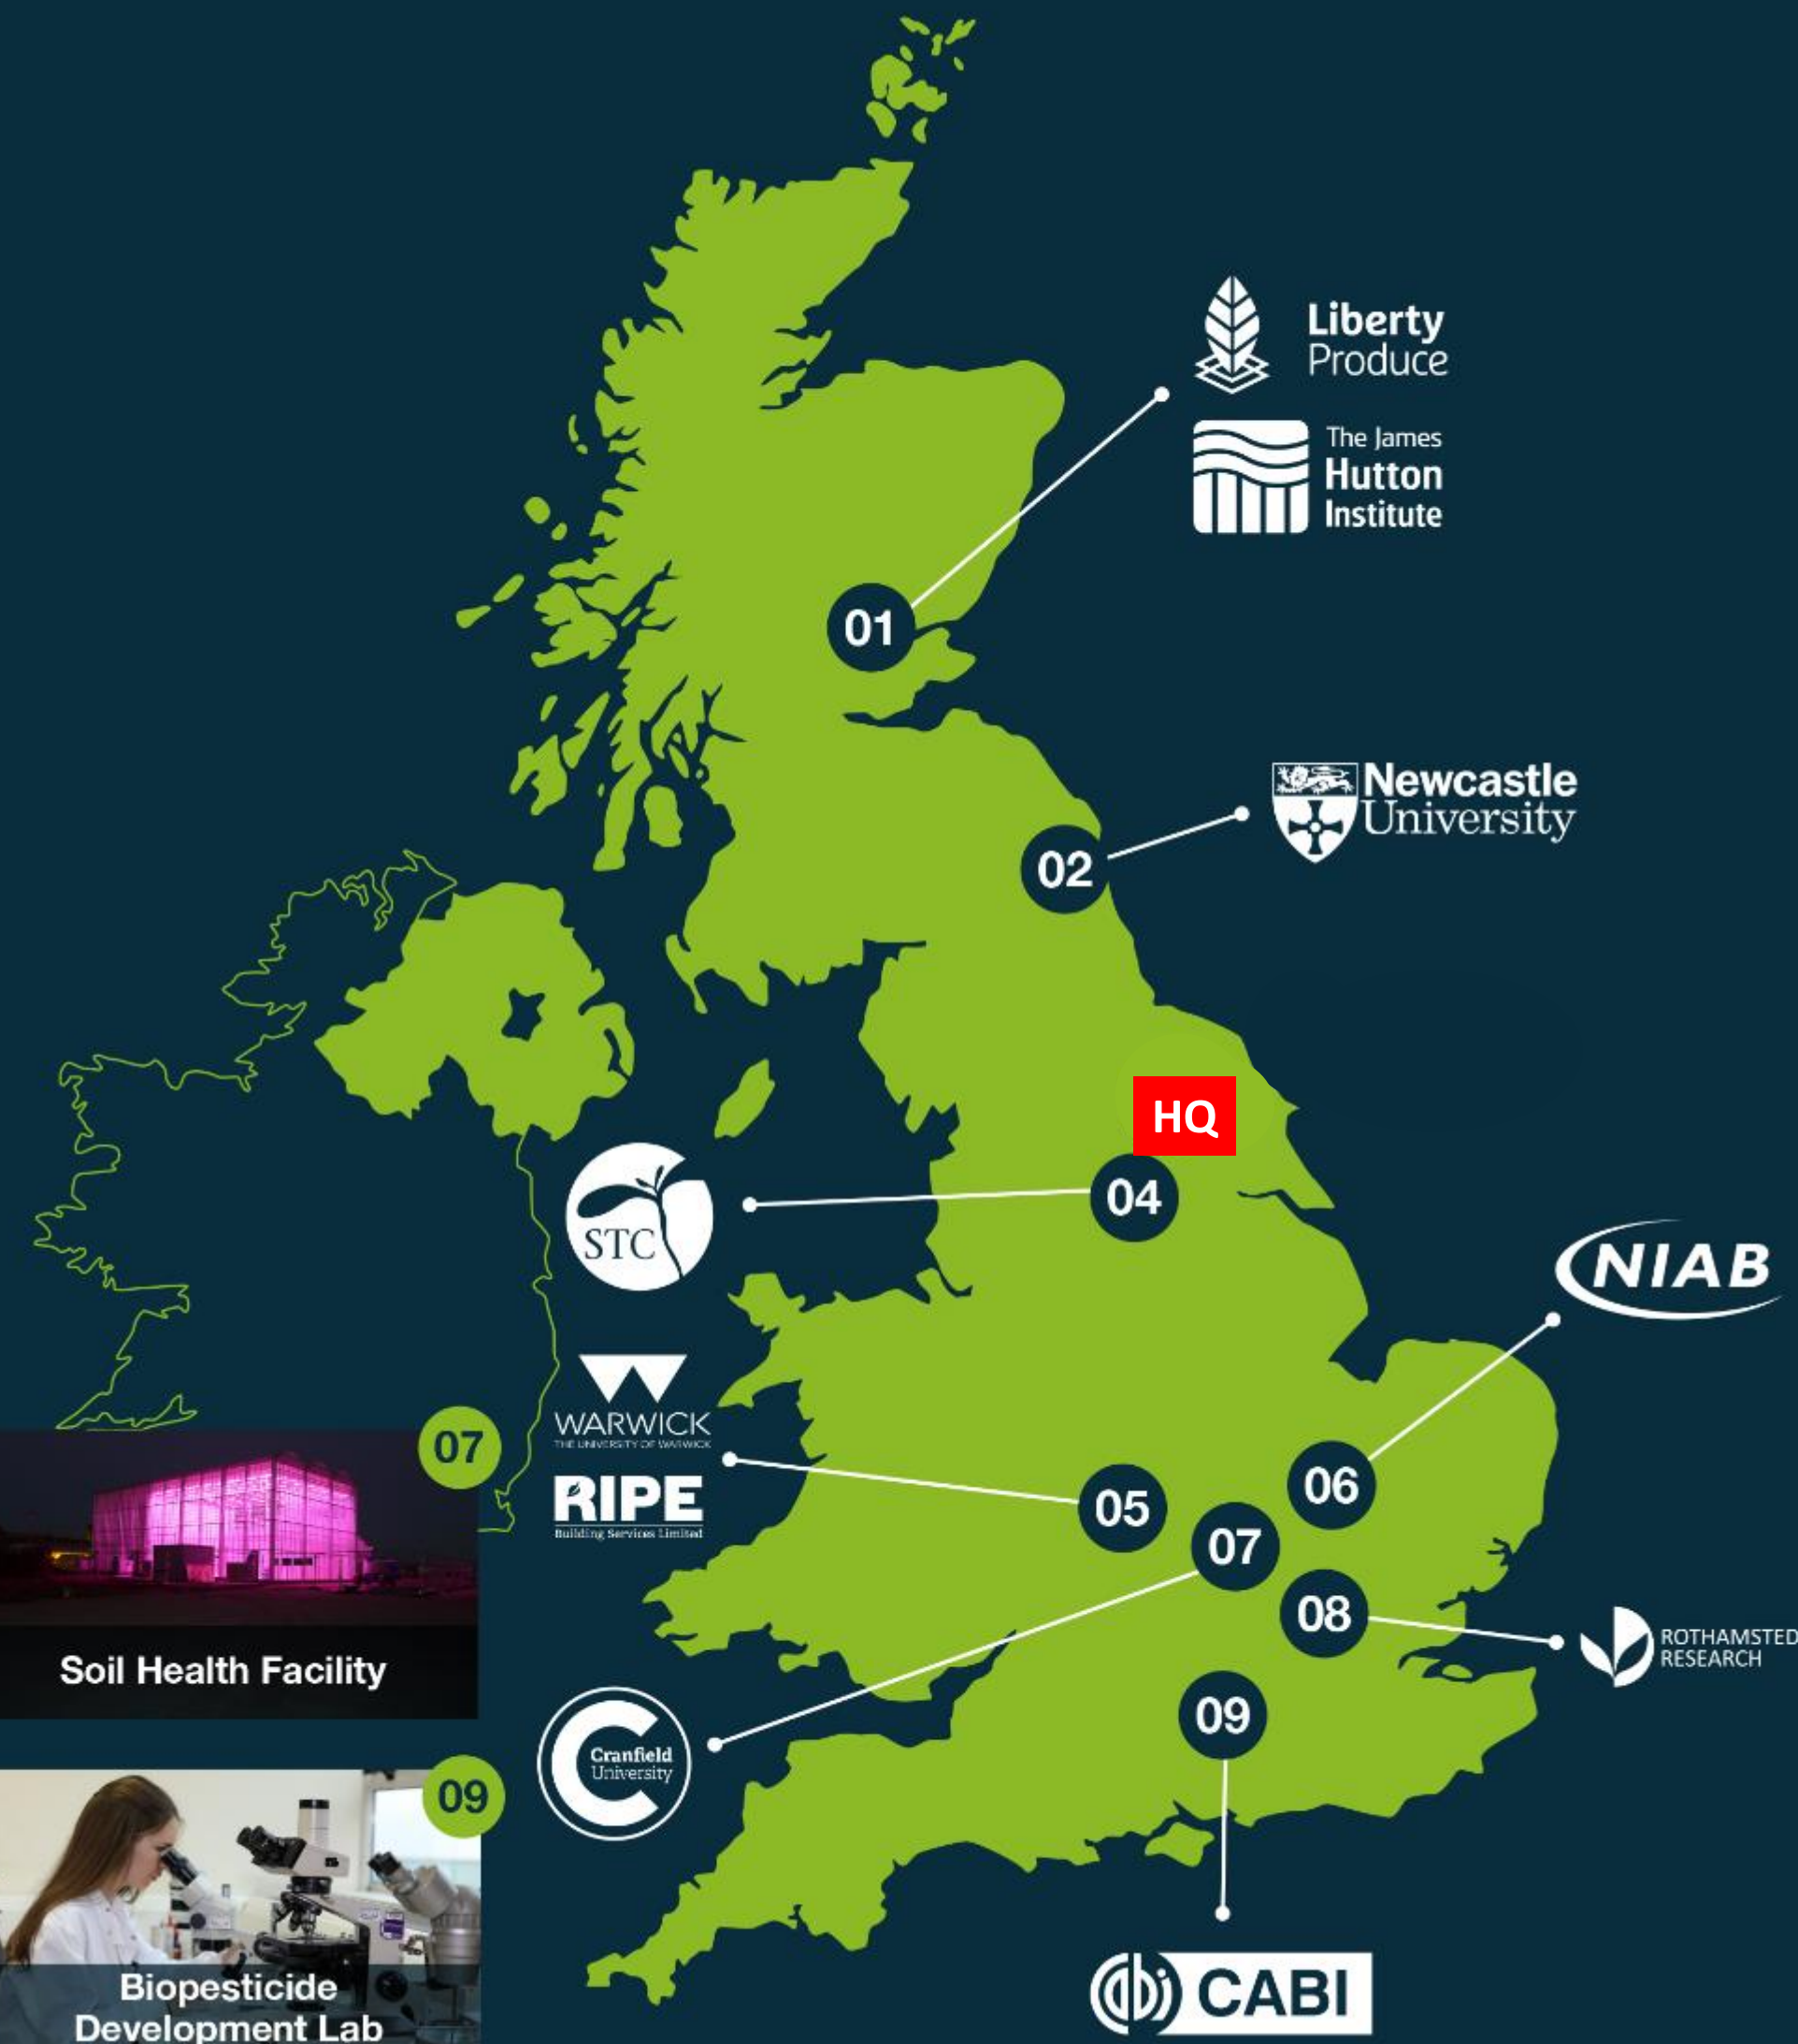 Liberty
Produce
The James
Hutton
Institute
01
Newcastle
University
02
HQ
STC
04
NIAB
WARWICK
THE UNIVERSITY OF WARWICK
RIPE
Building Services Limited
07
05
06
07
08
ROTHAMSTED
RESEARCH
Soil Health Facility
09
Cranfield
University
09
Biopesticide
Development Lab
cabi CABI